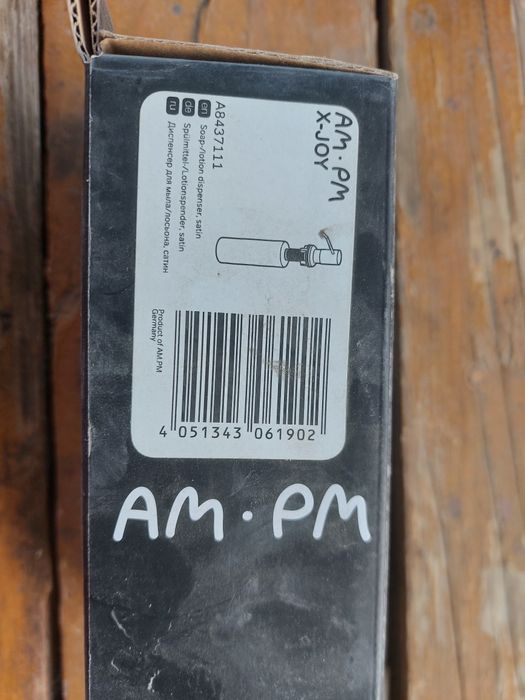 AM·PM
X-JOY
A8437111
en Soap-/lotion dispenser, satin
de Spülmittel-/Lotionspender, satin
ru Диспенсер для мыла/лосьона, сатин
Product of AM.PM
Germany
4 051343 061902
AM·PM